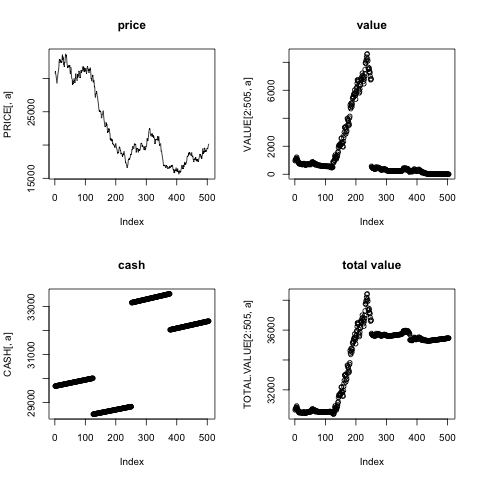 price
PRICE[, a]
15000
25000
0
100
200
300
400
500
Index
value
VALUE[2:505, a]
0
2000
6000
0
100
200
300
400
500
Index
cash
CASH[, a]
29000
31000
33000
0
100
200
300
400
500
Index
total value
TOTAL.VALUE[2:505, a]
32000
36000
0
100
200
300
400
500
Index